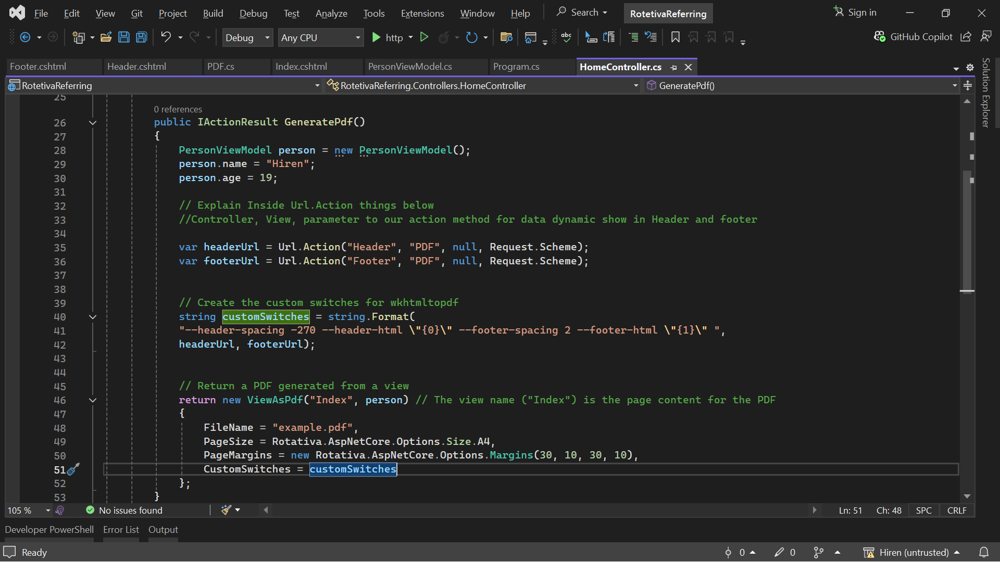 File Edit View Git Project Build Debug Test Analyze Tools Extensions Window Help Search RotetivaReferring Sign in
Debug Any CPU http abc GitHub Copilot
Footer.cshtml Header.cshtml PDF.cs Index.cshtml PersonViewModel.cs Program.cs HomeController.cs
RotetivaReferring RotetivaReferring.Controllers.HomeController GeneratePdf()
Solution Explorer
25
0 references
26 public IActionResult GeneratePdf()
27 {
28 PersonViewModel person = new PersonViewModel();
29 person.name = "Hiren";
30 person.age = 19;
31
32 // Explain Inside Url.Action things below
33 //Controller, View, parameter to our action method for data dynamic show in Header and footer
34
35 var headerUrl = Url.Action("Header", "PDF", null, Request.Scheme);
36 var footerUrl = Url.Action("Footer", "PDF", null, Request.Scheme);
37
38
39 // Create the custom switches for wkhtmltopdf
40 string customSwitches = string.Format(
41 "--header-spacing -270 --header-html \"{0}\" --footer-spacing 2 --footer-html \"{1}\" ",
42 headerUrl, footerUrl);
43
44
45 // Return a PDF generated from a view
46 return new ViewAsPdf("Index", person) // The view name ("Index") is the page content for the PDF
47 {
48 FileName = "example.pdf",
49 PageSize = Rotativa.AspNetCore.Options.Size.A4,
50 PageMargins = new Rotativa.AspNetCore.Options.Margins(30, 10, 30, 10),
51 CustomSwitches = customSwitches
52 };
53 }
105 % No issues found Ln: 51 Ch: 48 SPC CRLF
Developer PowerShell Error List Output
Ready 0 0 Hiren (untrusted)